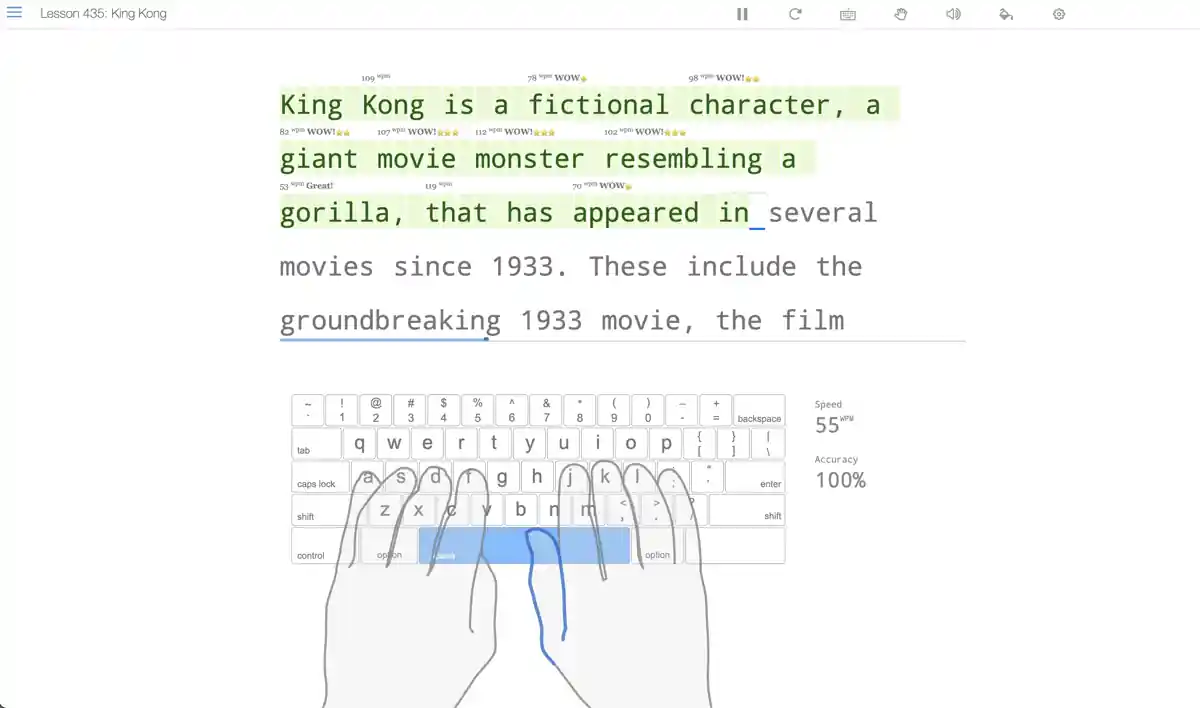 Lesson 435: King Kong
109 wpm 78 wpm WOW 98 wpm WOW!
King Kong is a fictional character, a
82 wpm WOW! 107 wpm WOW! 112 wpm WOW! 102 wpm WOW!
giant movie monster resembling a
53 wpm Great! 119 wpm 70 wpm WOW
gorilla, that has appeared in_several
movies since 1933. These include the
groundbreaking 1933 movie, the film
~ ! @ # $ % ^ & * ( ) – +
` 1 2 3 4 5 6 7 8 9 0 - = backspace
tab q w e r t y u i o p { [ } ] | \
caps lock a s d f g h j k l : ; " ' enter
shift z x c v b n m < , > . ? / shift
control option option
Speed
55 WPM
Accuracy
100%